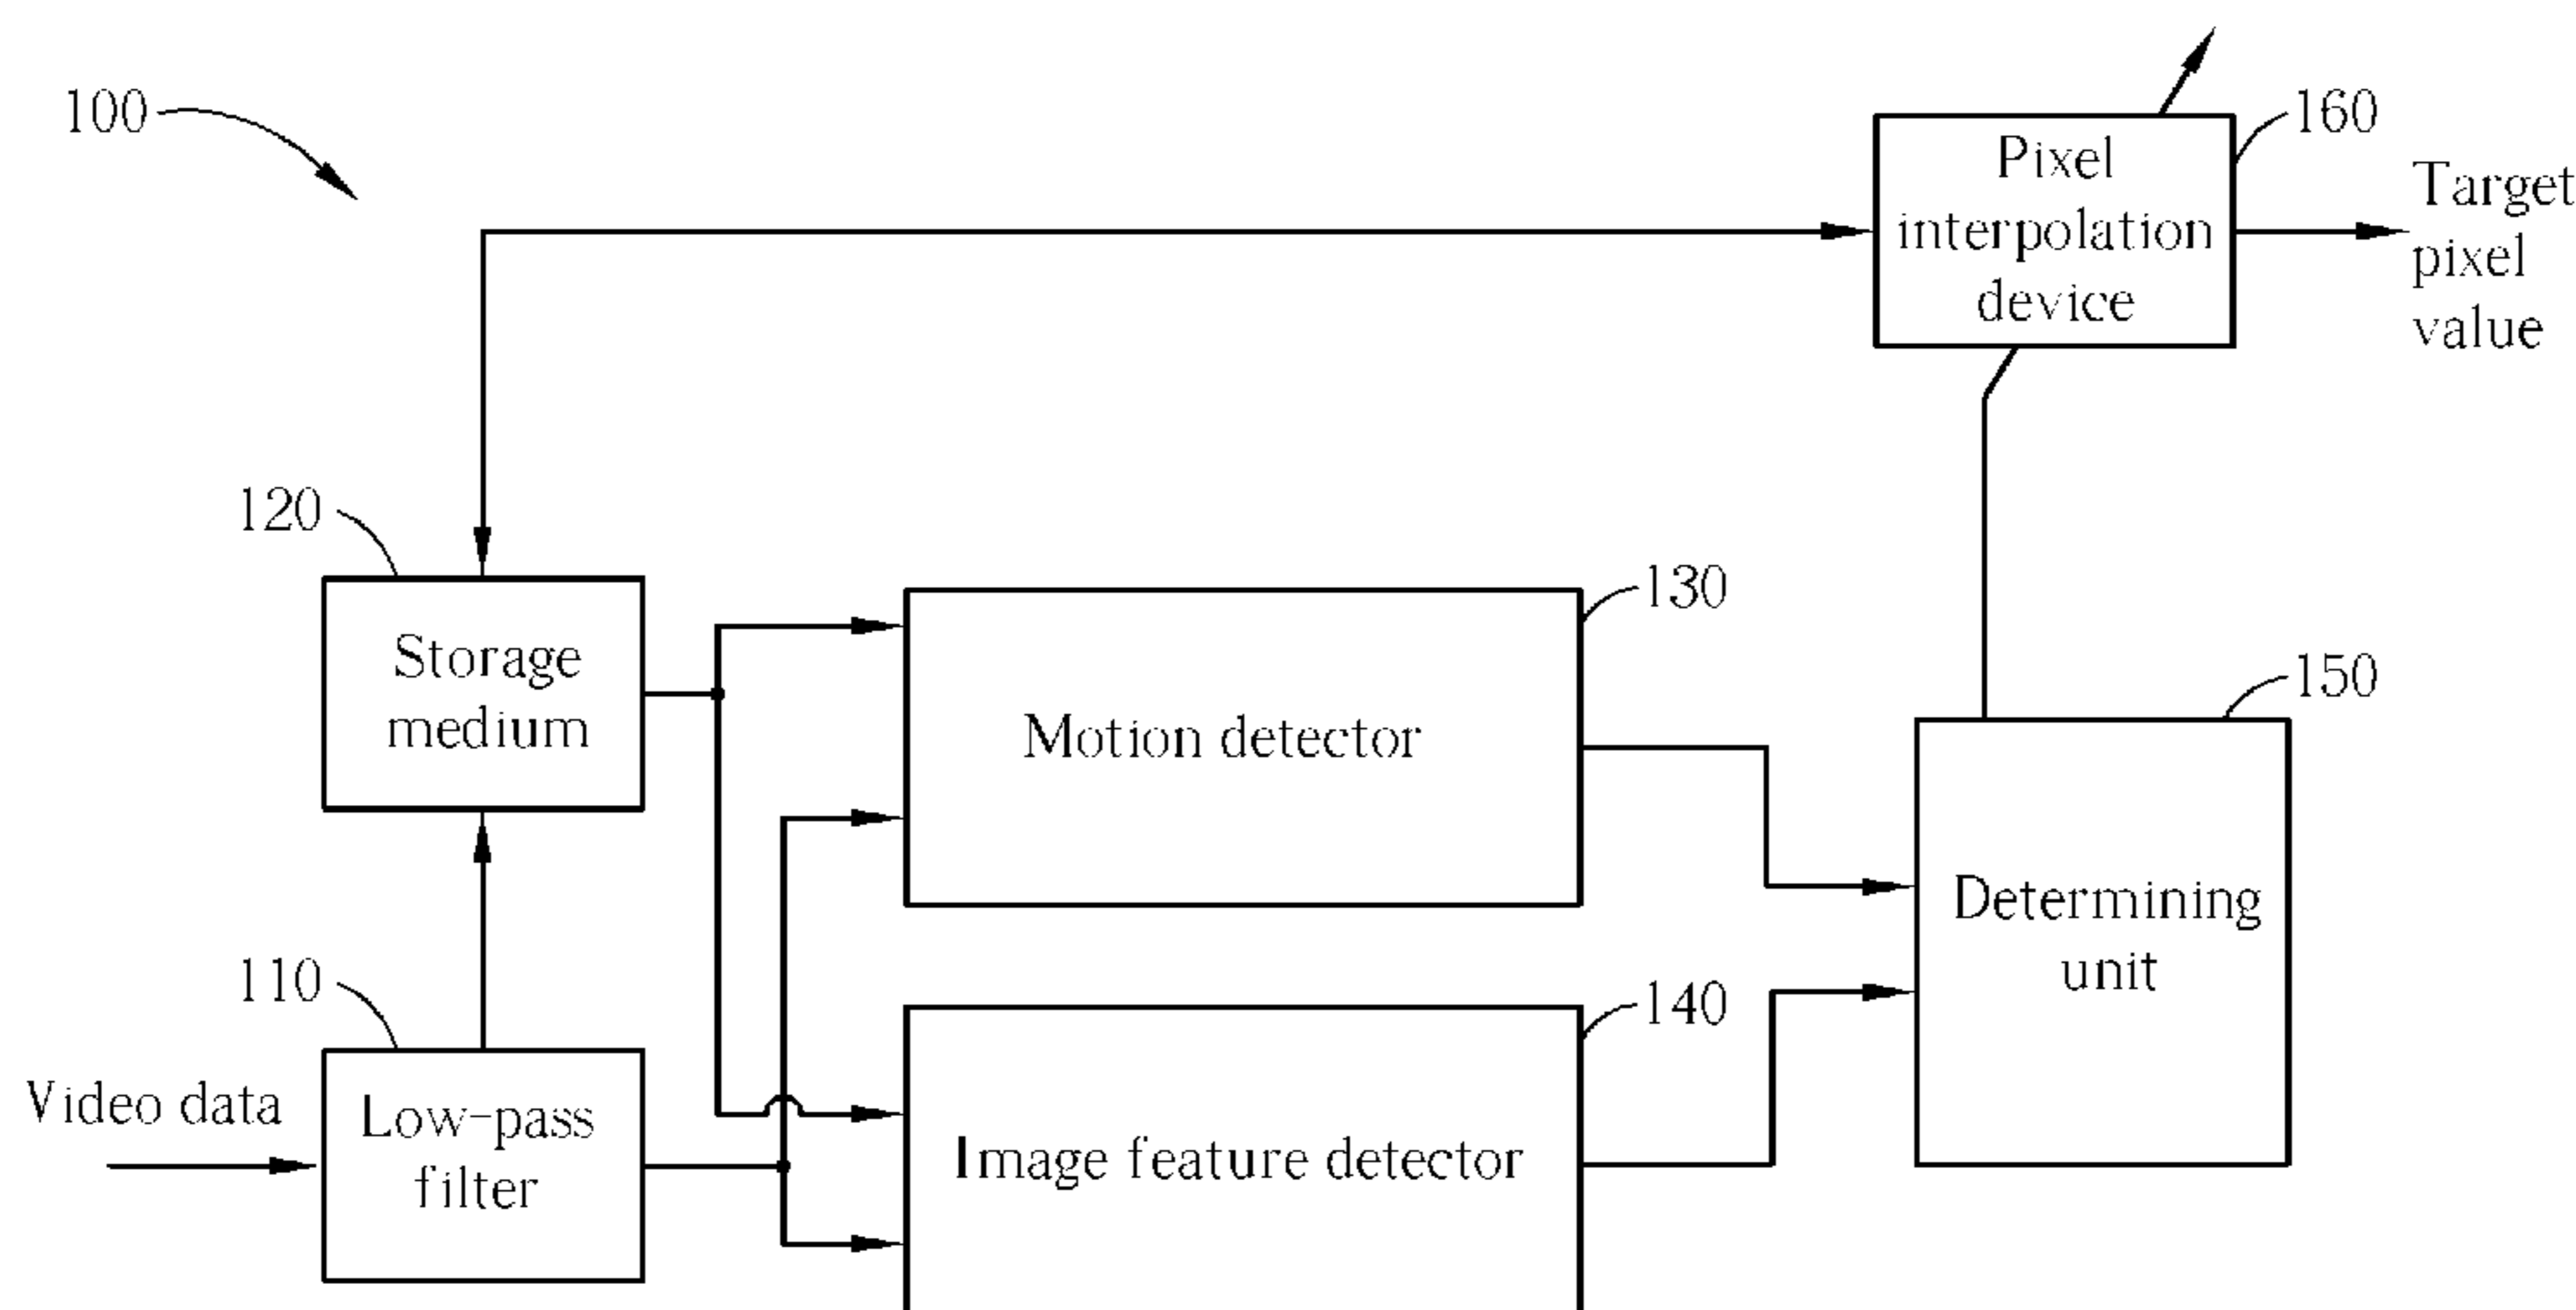 100
160
Pixel
interpolation
device
Target
pixel
value
120
Storage
medium
130
Motion detector
150
Determining
unit
110
Video data
Low-pass
filter
140
Image feature detector